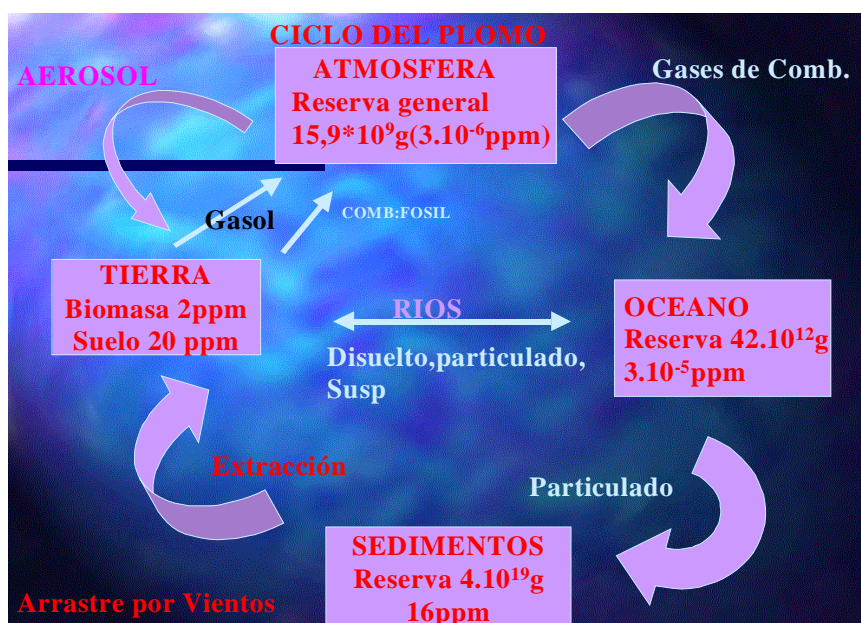 CICLO DEL PLOMO
AEROSOL
ATMOSFERA
Reserva general
15,9*10⁹g(3.10⁻⁶ppm)
Gases de Comb.
Gasol
COMB:FOSIL
TIERRA
Biomasa 2ppm
Suelo 20 ppm
RIOS
Disuelto,particulado,
Susp
OCEANO
Reserva 42.10¹²g
3.10⁻⁵ppm
Extracción
Particulado
SEDIMENTOS
Reserva 4.10¹⁹g
16ppm
Arrastre por Vientos